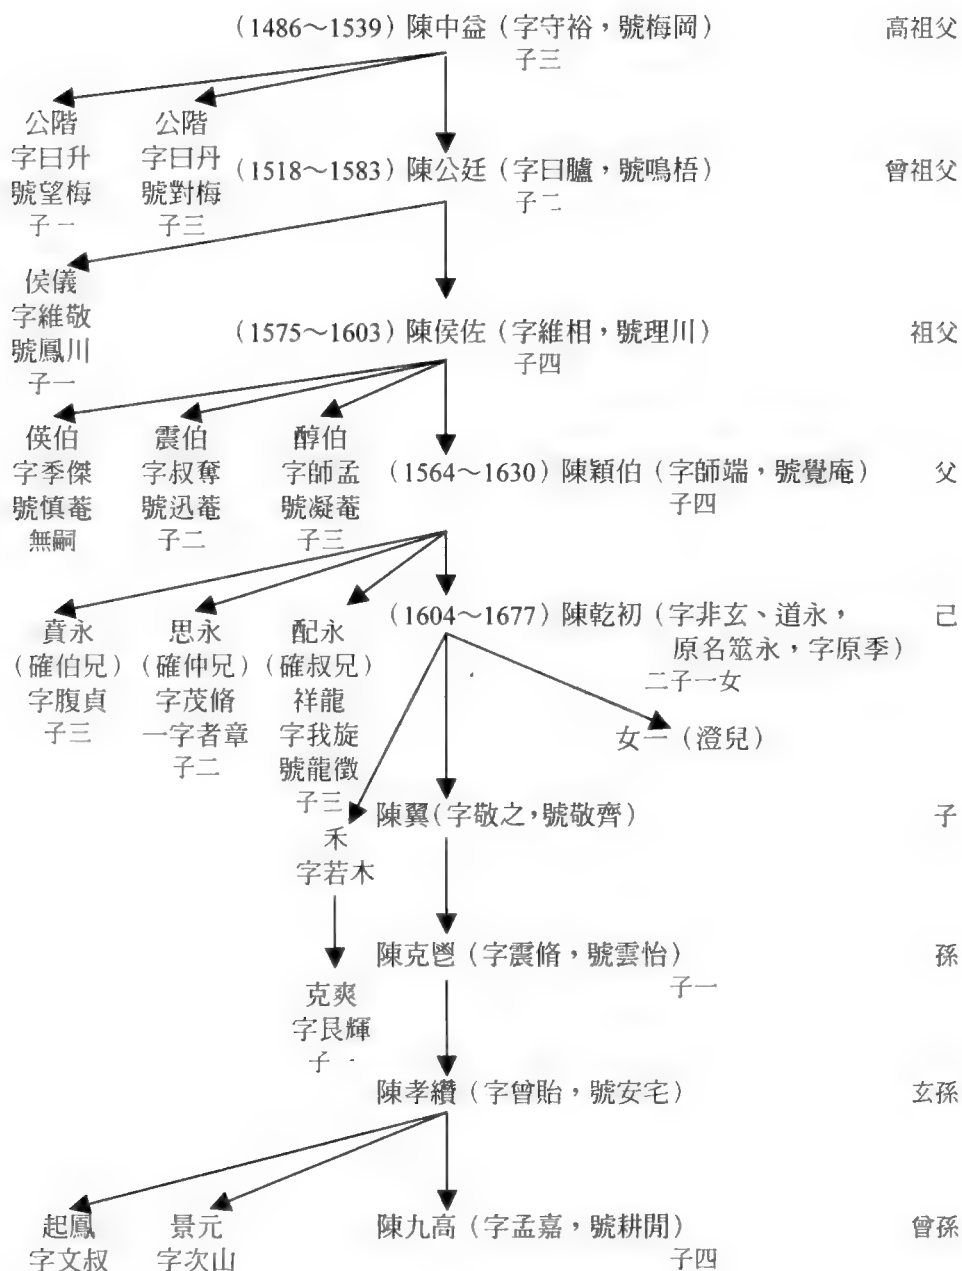 (1486～1539) 陳中益（字守裕，號梅岡） 高祖父
子三
公階
字曰升
號望梅
子一
公階
字曰丹
號對梅
子三
(1518～1583) 陳公廷（字曰臚，號鳴梧） 曾祖父
子二
侯儀
字維敬
號鳳川
子一
(1575～1603) 陳侯佐（字維相，號理川） 祖父
子四
偀伯
字季傑
號慎菴
無嗣
震伯
字叔奪
號迅菴
子二
醇伯
字師孟
號凝菴
子三
(1564～1630) 陳穎伯（字師端，號覺庵） 父
子四
賁永
(確伯兄)
字腹貞
子三
思永
(確仲兄)
字茂脩
一字者章
子二
配永
(確叔兄)
祥龍
字我旋
號龍徵
子三
(1604～1677) 陳乾初（字非玄、道永， 己
原名筮永，字原季）
二子一女
女一（澄兒）
陳翼(字敬之，號敬齊） 子
禾
字若木
陳克鬯（字震脩，號雲怡） 孫
子一
克爽
字艮輝
子一
陳孝纘（字曾貽，號安宅） 玄孫
起鳳
字文叔
景元
字次山
陳九高（字孟嘉，號耕閒） 曾孫
子四